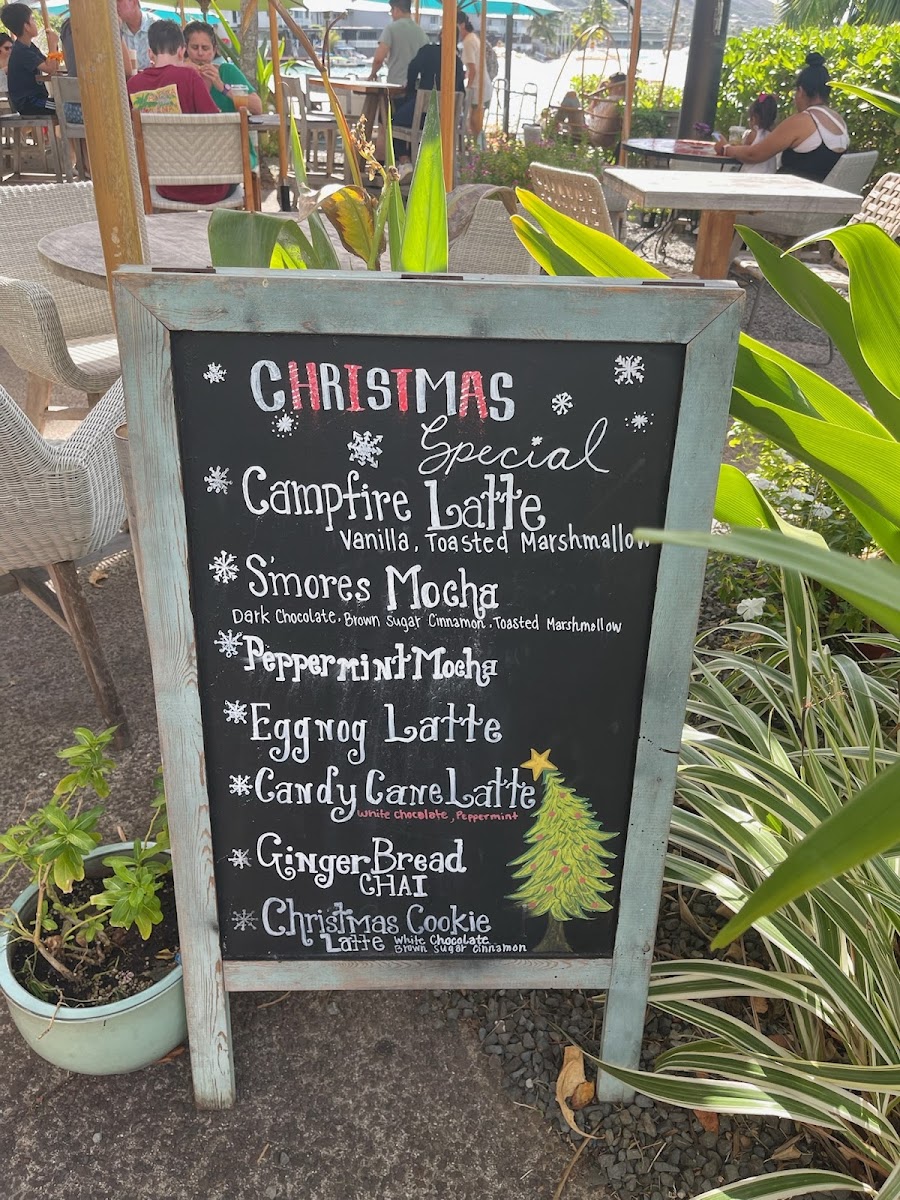 CHRISTMAS
Special
Campfire Latte
Vanilla, Toasted Marshmallow
S'mores Mocha
Dark Chocolate, Brown Sugar Cinnamon, Toasted Marshmallow
Peppermint Mocha
Eggnog Latte
Candy Cane Latte
White Chocolate, Peppermint
GingerBread
CHAI
Christmas Cookie
Latte White Chocolate
Brown Sugar Cinnamon